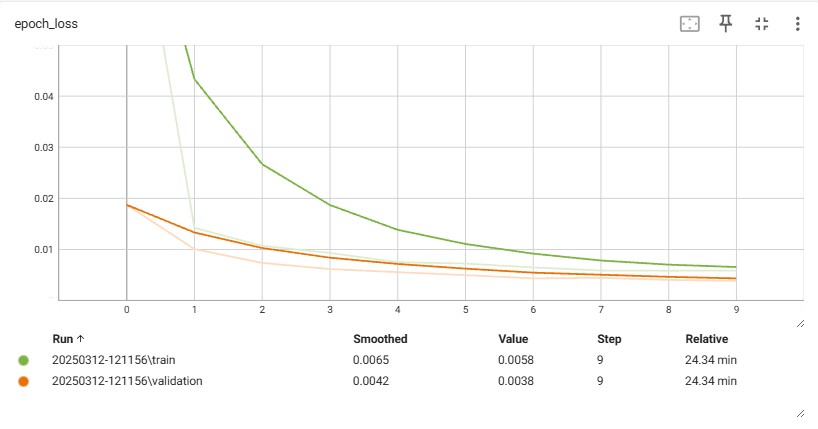 epoch_loss
0.04
0.03
0.02
0.01
0 1 2 3 4 5 6 7 8 9
Run ↑ Smoothed Value Step Relative
20250312-121156\train 0.0065 0.0058 9 24.34 min
20250312-121156\validation 0.0042 0.0038 9 24.34 min